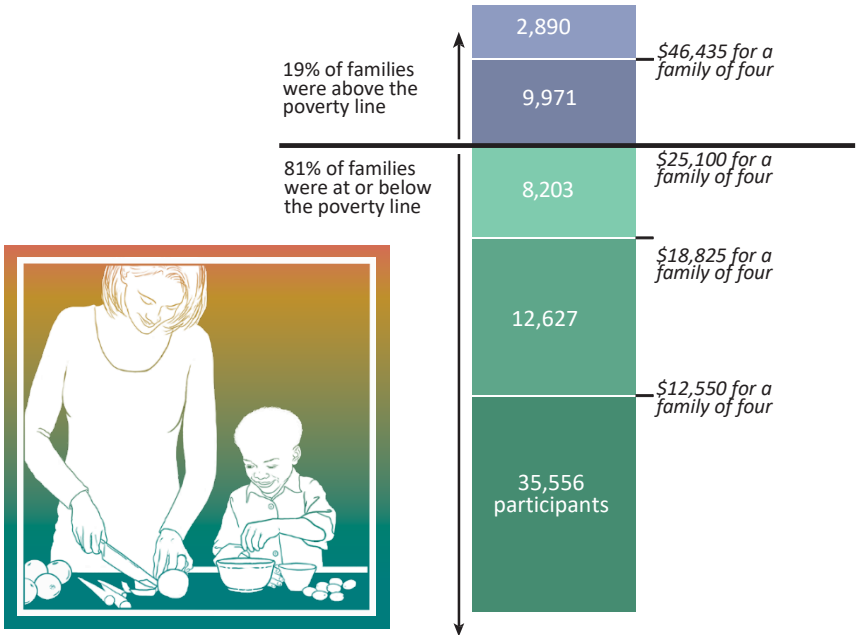 2,890
$46,435 for a
family of four
19% of families
were above the
poverty line
9,971
81% of families
were at or below
the poverty line
$25,100 for a
family of four
8,203
$18,825 for a
family of four
12,627
$12,550 for a
family of four
35,556
participants